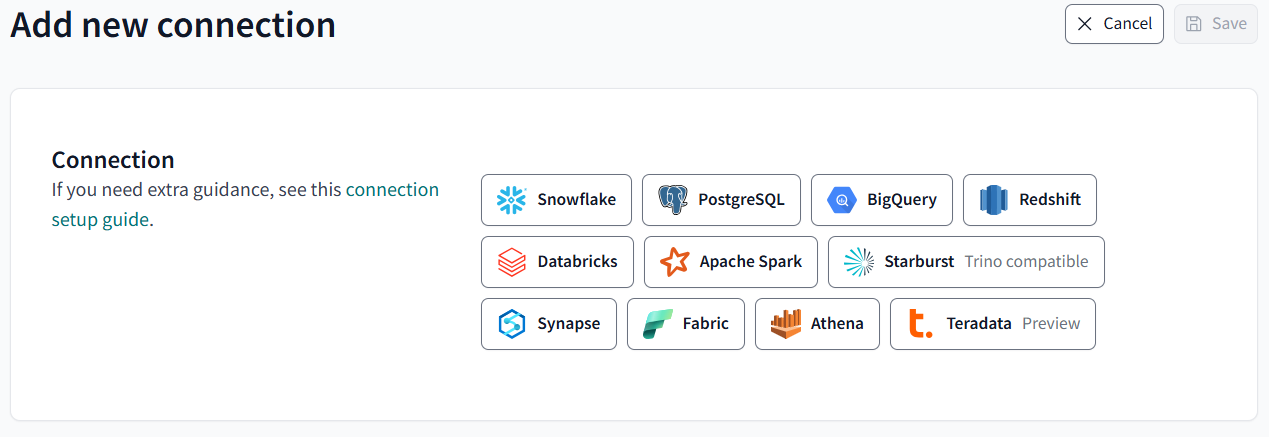 Add new connection
Cancel
Save
Connection
If you need extra guidance, see this connection
setup guide.
Snowflake
PostgreSQL
BigQuery
Redshift
Databricks
Apache Spark
Starburst Trino compatible
Synapse
Fabric
Athena
Teradata Preview